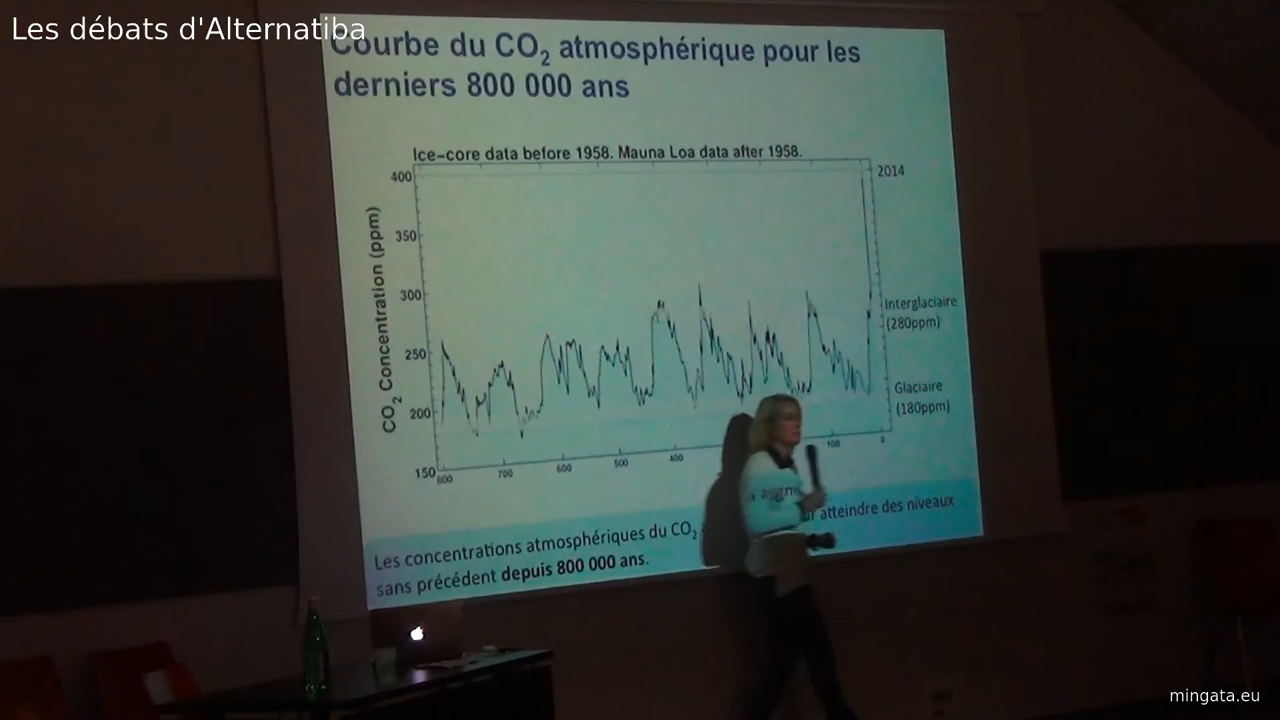 Les débats d'Alternatiba
Courbe du CO₂ atmosphérique pour les
derniers 800 000 ans
Ice-core data before 1958. Mauna Loa data after 1958.
400
2014
350
300
250
200
150
CO₂ Concentration (ppm)
Interglaciaire
(280ppm)
Glaciaire
(180ppm)
800 700 600 500 400 100 0
Les concentrations atmosphériques du CO₂ atteindre des niveaux
sans précédent depuis 800 000 ans.
mingata.eu